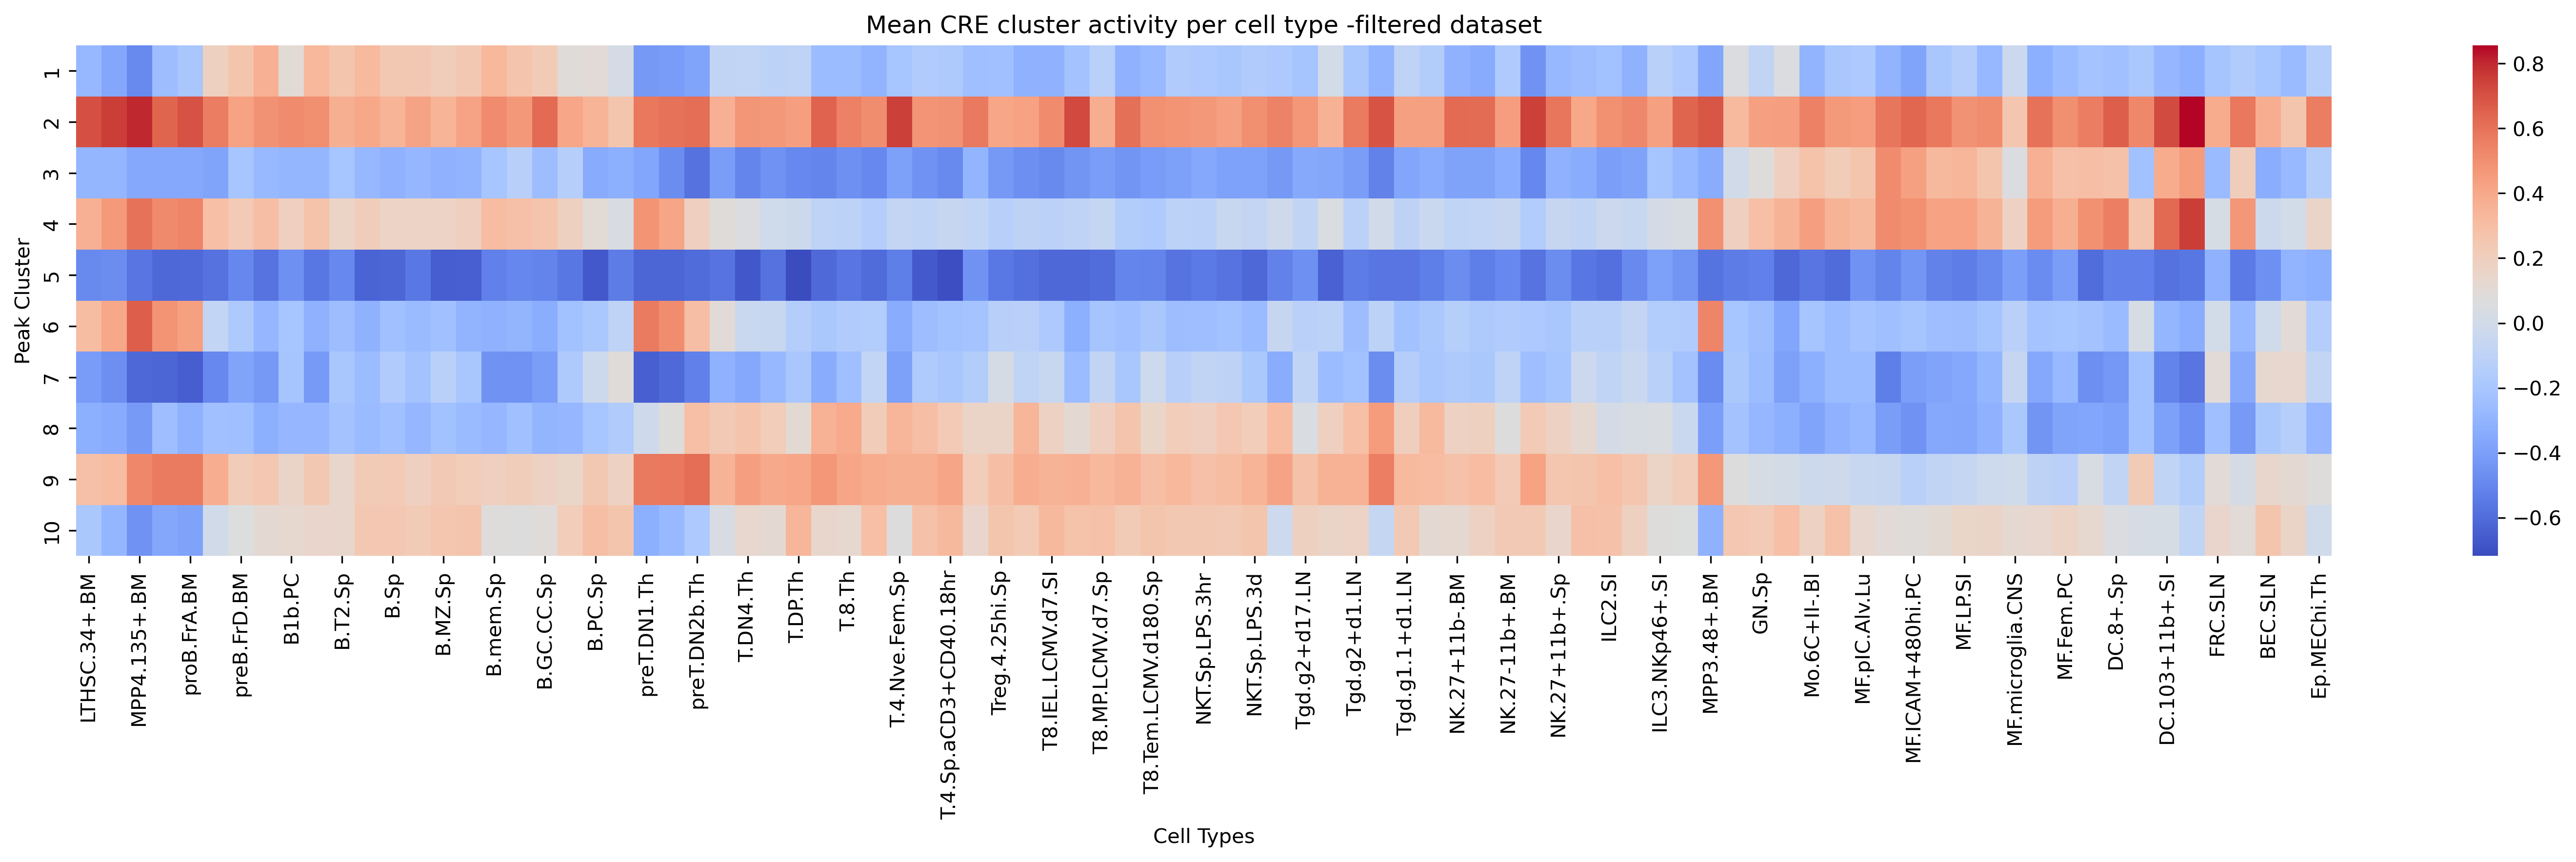 Mean CRE cluster activity per cell type -filtered dataset
Peak Cluster
1
2
3
4
5
6
7
8
9
10
LTHSC.34+.BM
MPP4.135+.BM
proB.FrA.BM
preB.FrD.BM
B1b.PC
B.T2.Sp
B.Sp
B.MZ.Sp
B.mem.Sp
B.GC.CC.Sp
B.PC.Sp
preT.DN1.Th
preT.DN2b.Th
T.DN4.Th
T.DP.Th
T.8.Th
T.4.Nve.Fem.Sp
T.4.Sp.aCD3+CD40.18hr
Treg.4.25hi.Sp
T8.IEL.LCMV.d7.SI
T8.MP.LCMV.d7.Sp
T8.Tem.LCMV.d180.Sp
NKT.Sp.LPS.3hr
NKT.Sp.LPS.3d
Tgd.g2+d17.LN
Tgd.g2+d1.LN
Tgd.g1.1+d1.LN
NK.27+11b-.BM
NK.27-11b+.BM
NK.27+11b+.Sp
ILC2.SI
ILC3.NKp46+.SI
MPP3.48+.BM
GN.Sp
Mo.6C+II-.Bl
MF.pIC.Alv.Lu
MF.ICAM+480hi.PC
MF.LP.SI
MF.microglia.CNS
MF.Fem.PC
DC.8+.Sp
DC.103+11b+.SI
FRC.SLN
BEC.SLN
Ep.MEChi.Th
Cell Types
0.8
0.6
0.4
0.2
0.0
−0.2
−0.4
−0.6